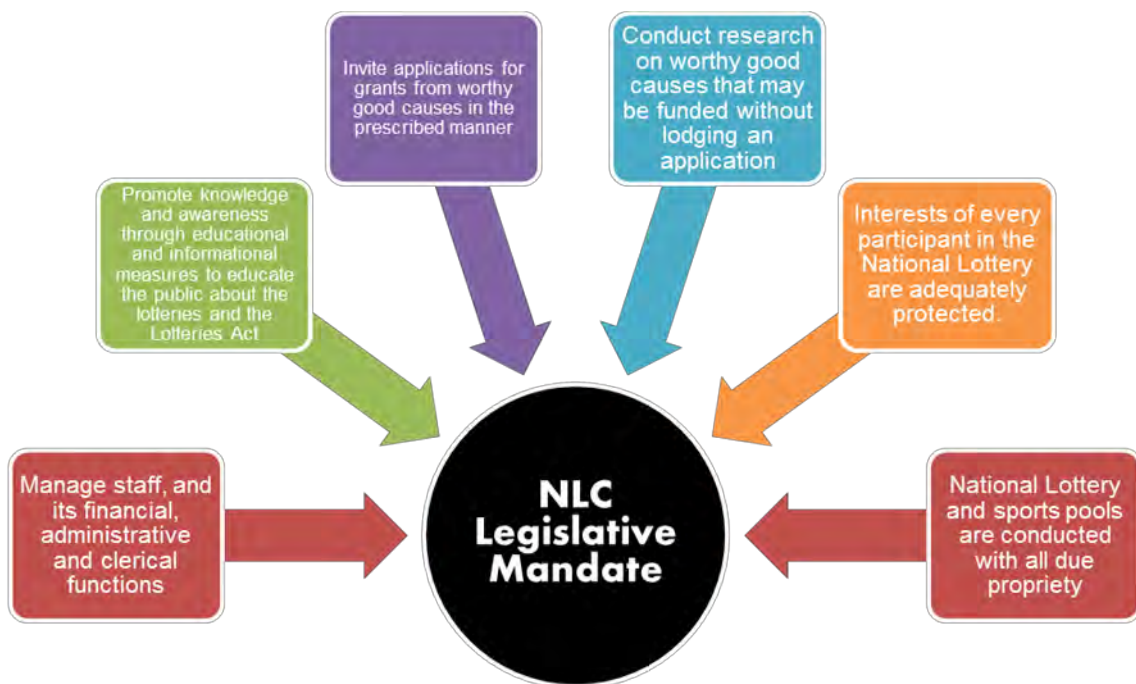 Invite applications for
grants from worthy
good causes in the
prescribed manner
Conduct research
on worthy good
causes that may
be funded without
lodging an
application
Promote knowledge
and awareness
through educational
and informational
measures to educate
the public about the
lotteries and the
Lotteries Act
Interests of every
participant in the
National Lottery
are adequately
protected.
Manage staff, and
its financial,
administrative
and clerical
functions
NLC
Legislative
Mandate
National Lottery
and sports pools
are conducted
with all due
propriety